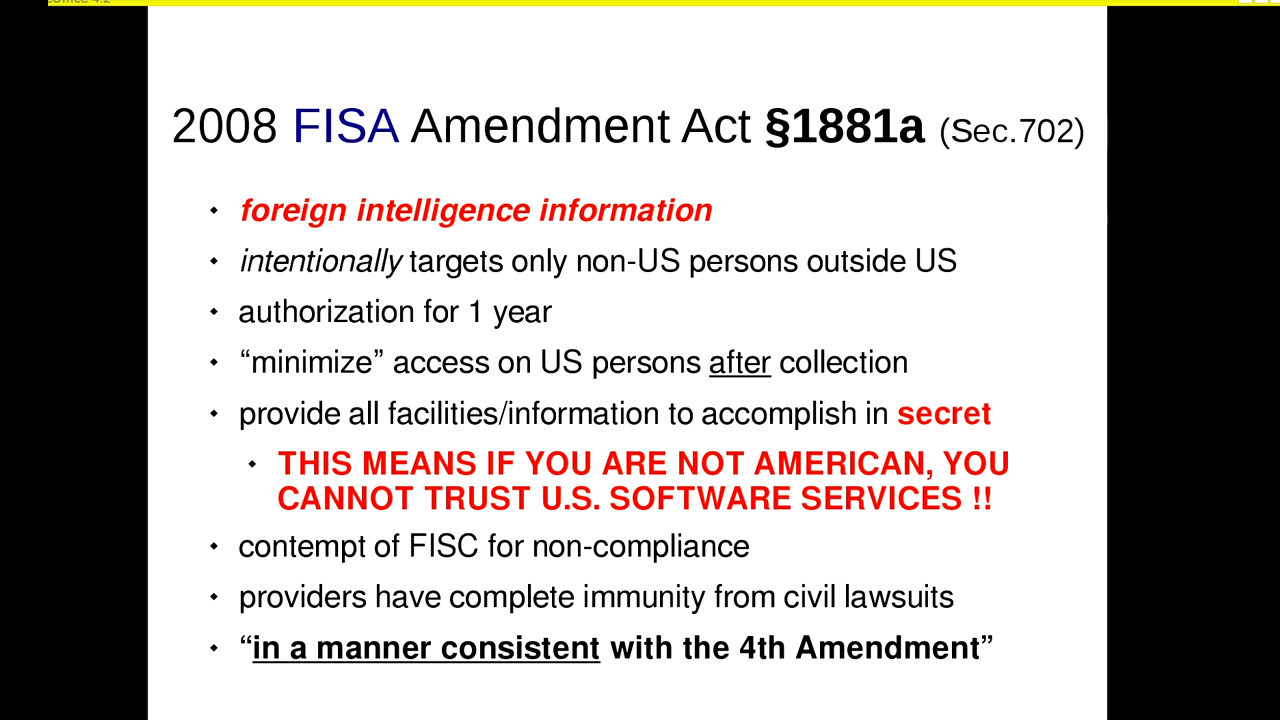 2008 FISA Amendment Act §1881a (Sec.702)
foreign intelligence information
intentionally targets only non-US persons outside US
authorization for 1 year
“minimize” access on US persons after collection
provide all facilities/information to accomplish in secret
THIS MEANS IF YOU ARE NOT AMERICAN, YOU
CANNOT TRUST U.S. SOFTWARE SERVICES !!
contempt of FISC for non-compliance
providers have complete immunity from civil lawsuits
“in a manner consistent with the 4th Amendment”